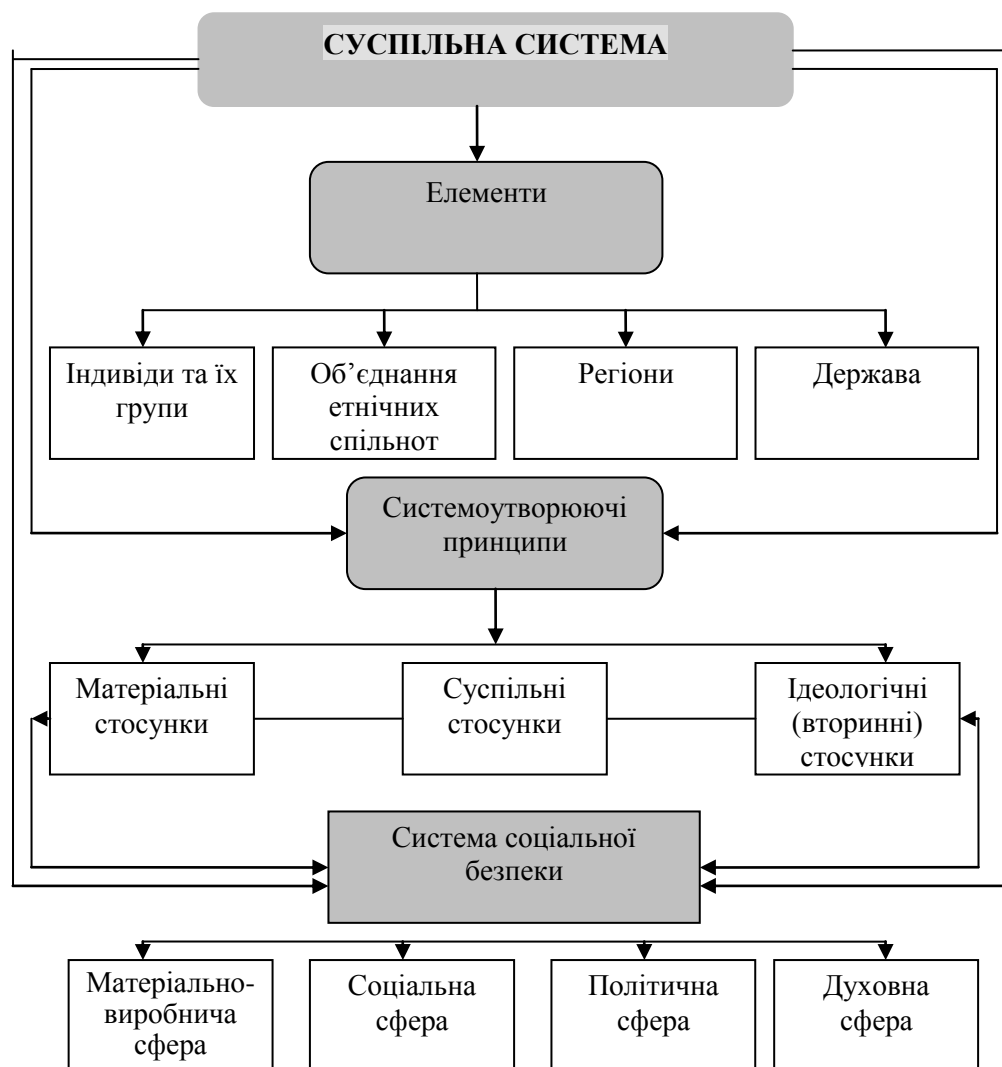 СУСПІЛЬНА СИСТЕМА
Елементи
Індивіди та їх
групи
Об’єднання
етнічних
спільнот
Регіони
Держава
Системоутворюючі
принципи
Матеріальні
стосунки
Суспільні
стосунки
Ідеологічні
(вторинні)
стосунки
Система соціальної
безпеки
Матеріально-
виробнича
сфера
Соціальна
сфера
Політична
сфера
Духовна
сфера